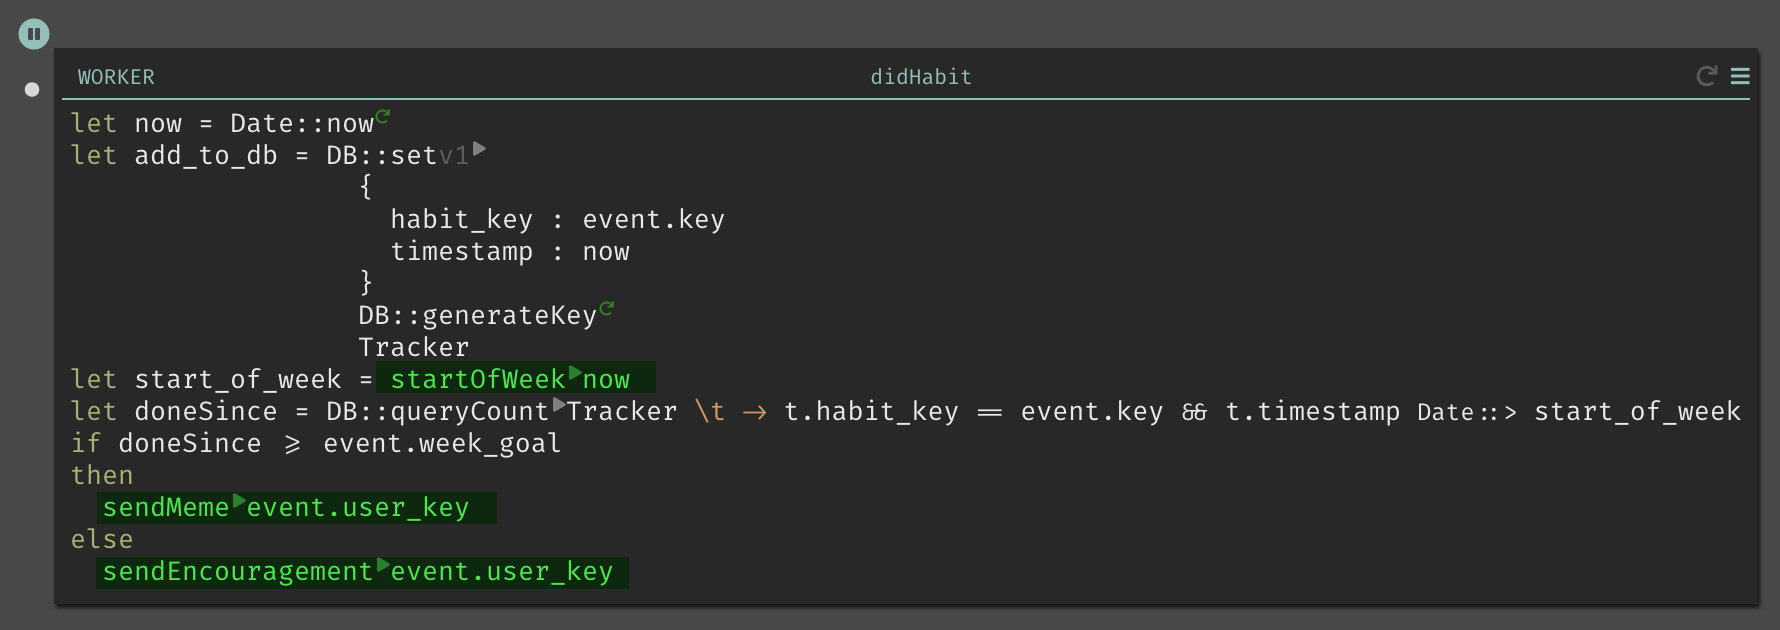 WORKER didHabit
let now = Date::now
let add_to_db = DB::setv1
{
habit_key : event.key
timestamp : now
}
DB::generateKey
Tracker
let start_of_week = startOfWeek now
let doneSince = DB::queryCount Tracker \t -> t.habit_key == event.key && t.timestamp Date::> start_of_week
if doneSince >= event.week_goal
then
sendMeme event.user_key
else
sendEncouragement event.user_key